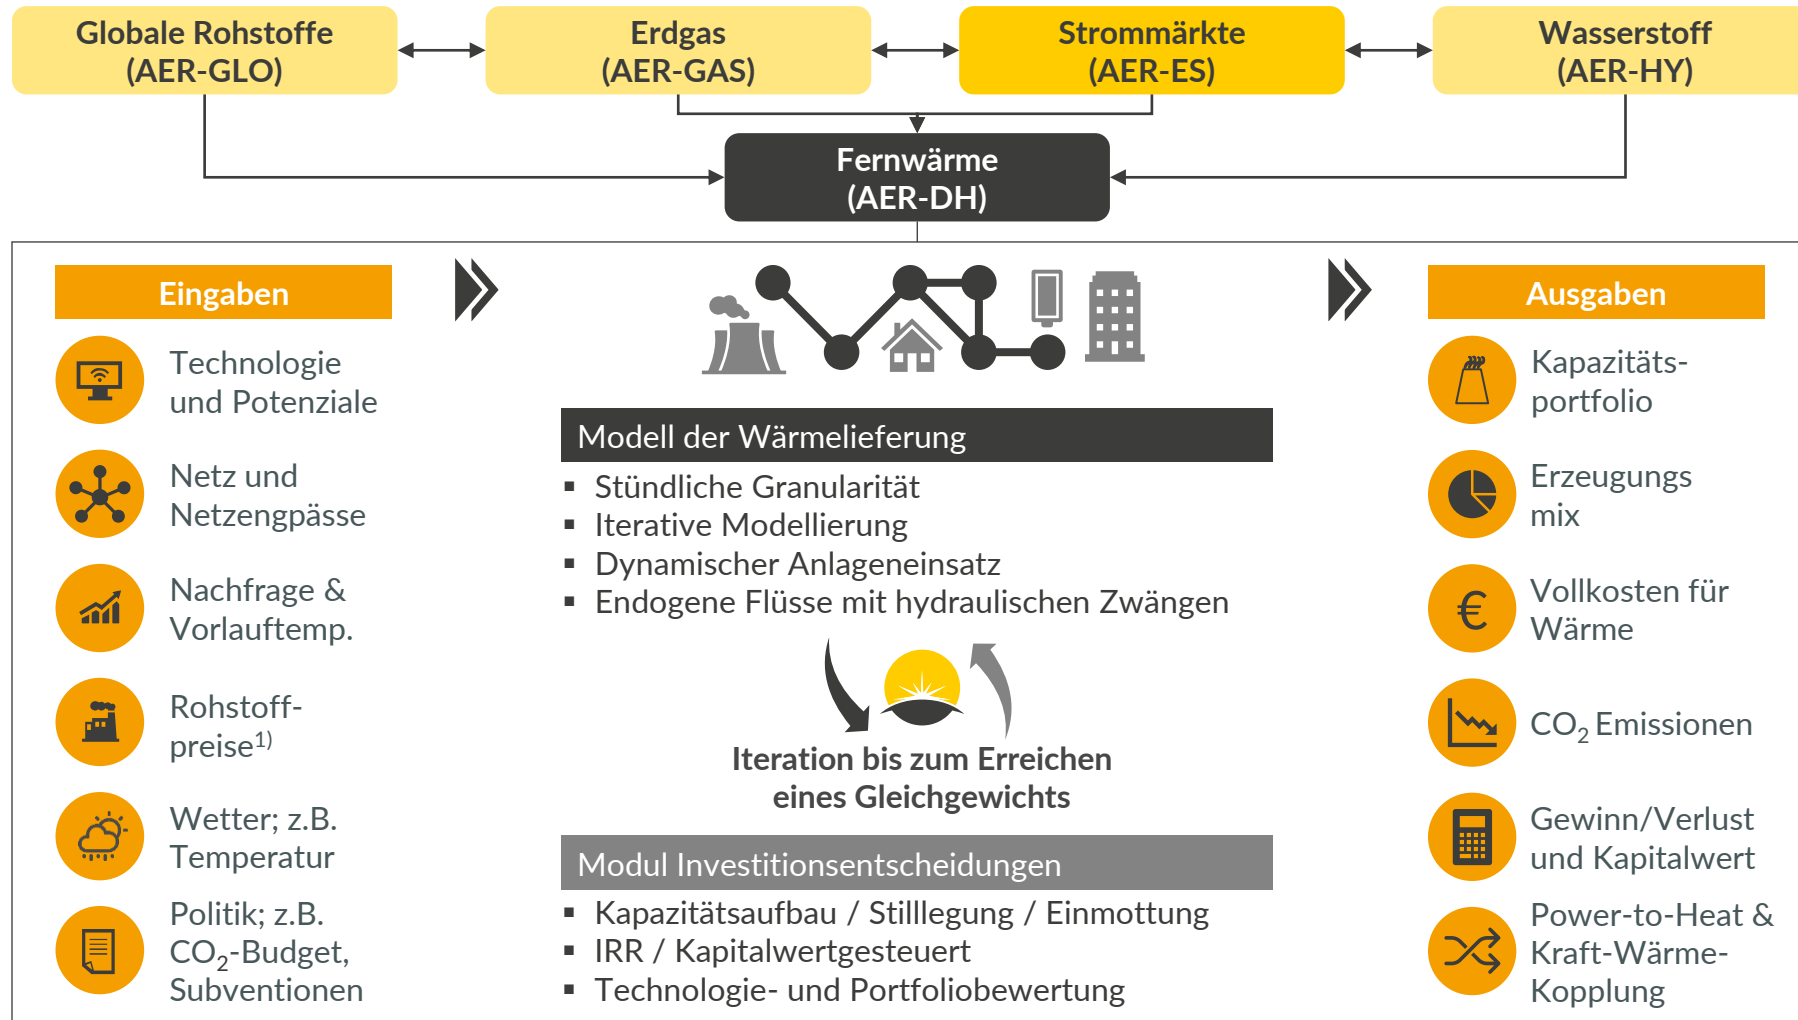 Globale Rohstoffe
(AER-GLO)
Erdgas
(AER-GAS)
Strommärkte
(AER-ES)
Wasserstoff
(AER-HY)
Fernwärme
(AER-DH)
Eingaben
Technologie
und Potenziale
Netz und
Netzengpässe
Nachfrage &
Vorlauftemp.
Rohstoff-
preise¹⁾
Wetter; z.B.
Temperatur
Politik; z.B.
CO₂-Budget,
Subventionen
Modell der Wärmelieferung
▪ Stündliche Granularität
▪ Iterative Modellierung
▪ Dynamischer Anlageneinsatz
▪ Endogene Flüsse mit hydraulischen Zwängen
Iteration bis zum Erreichen
eines Gleichgewichts
Modul Investitionsentscheidungen
▪ Kapazitätsaufbau / Stilllegung / Einmottung
▪ IRR / Kapitalwertgesteuert
▪ Technologie- und Portfoliobewertung
Ausgaben
Kapazitäts-
portfolio
Erzeugungs
mix
€
Vollkosten für
Wärme
CO₂ Emissionen
Gewinn/Verlust
und Kapitalwert
Power-to-Heat &
Kraft-Wärme-
Kopplung